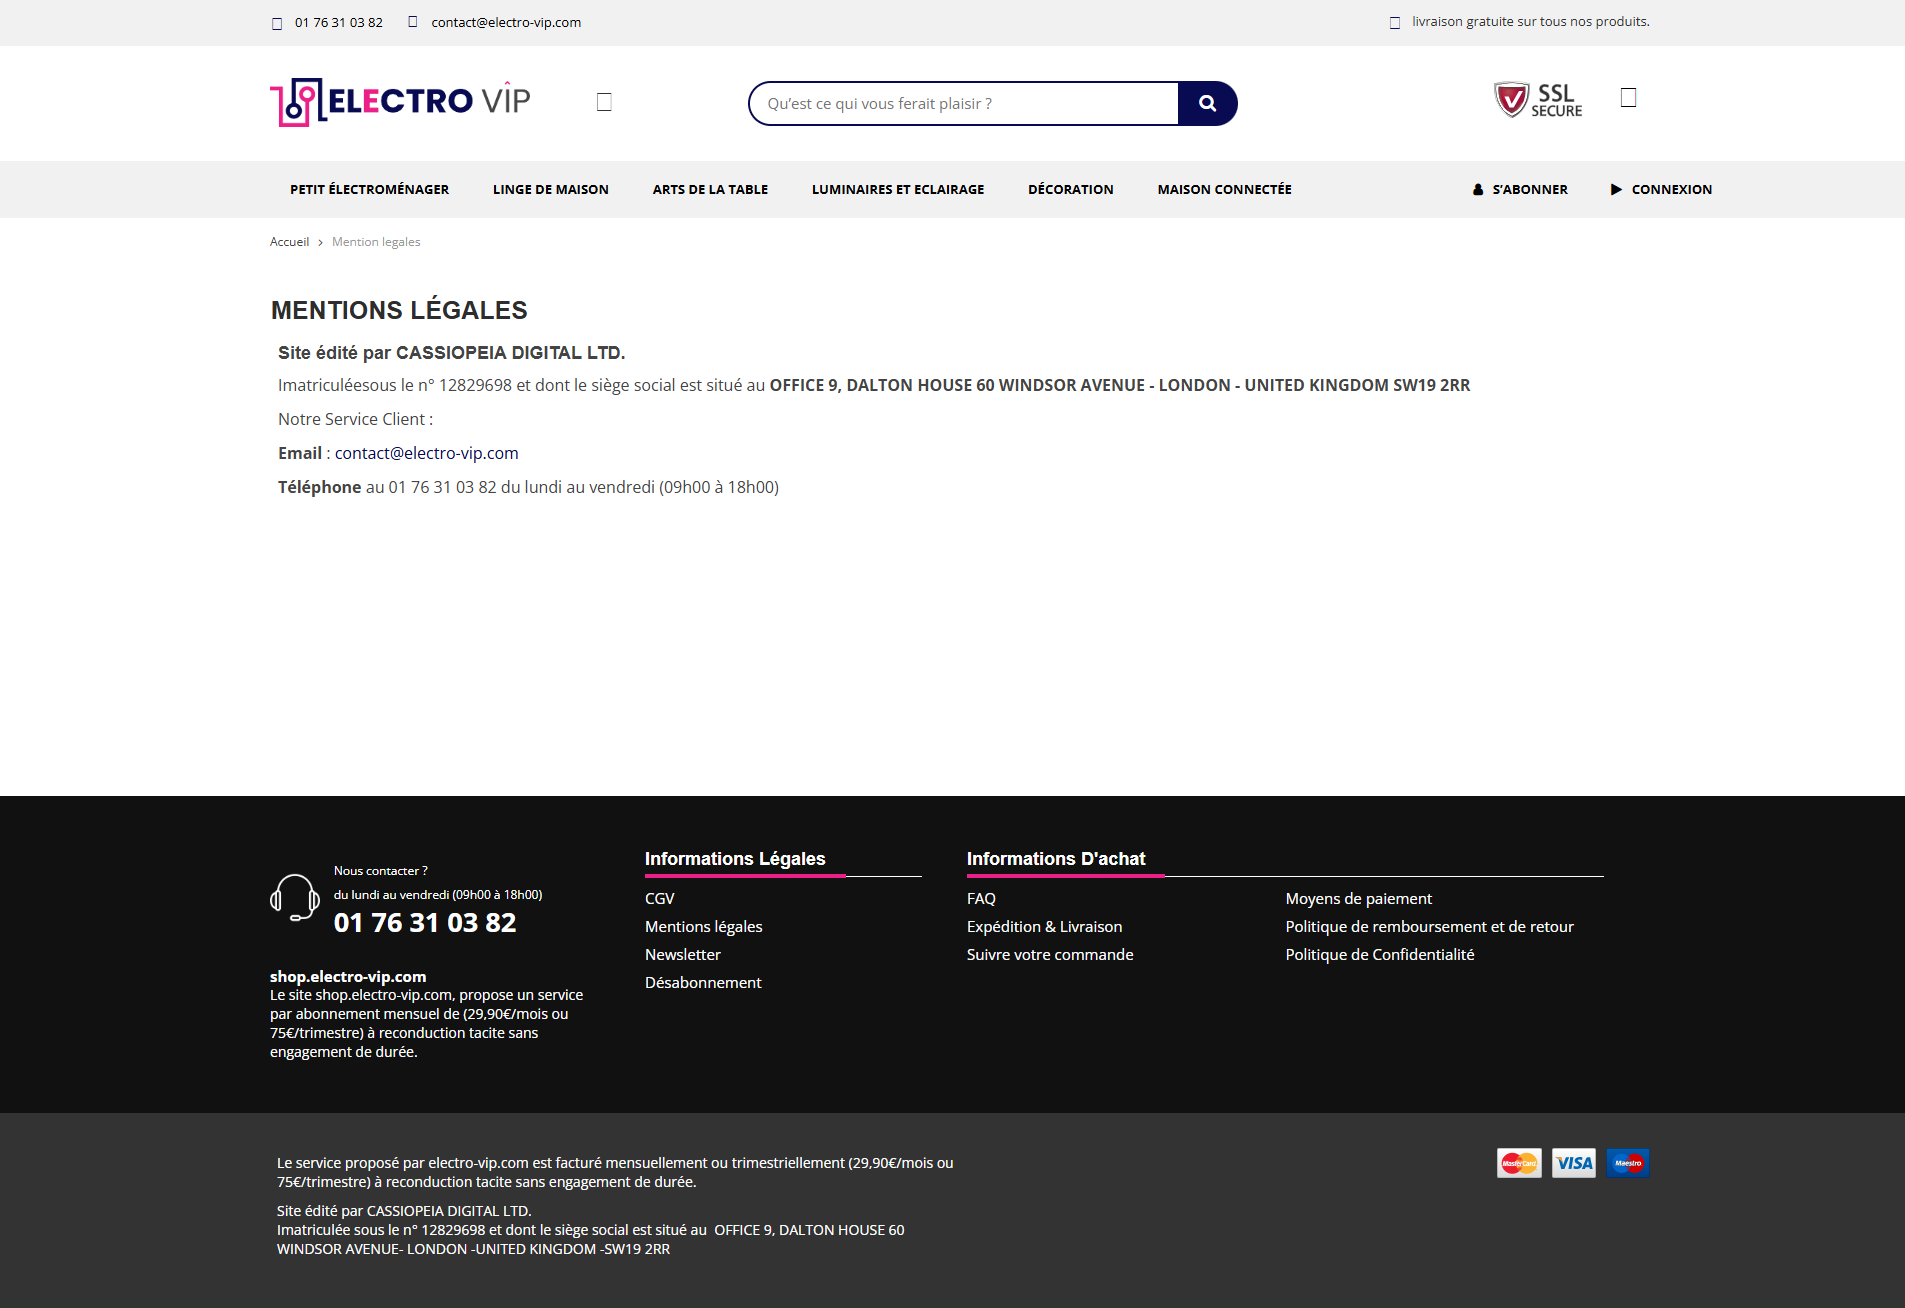 01 76 31 03 82 contact@electro-vip.com livraison gratuite sur tous nos produits.
ELECTRO VIP
Qu'est ce qui vous ferait plaisir ?
SSL
SECURE
PETIT ÉLECTROMÉNAGER LINGE DE MAISON ARTS DE LA TABLE LUMINAIRES ET ECLAIRAGE DÉCORATION MAISON CONNECTÉE S'ABONNER CONNEXION
Accueil > Mention legales
MENTIONS LÉGALES
Site édité par CASSIOPEIA DIGITAL LTD.
Imatriculéesous le n° 12829698 et dont le siège social est situé au OFFICE 9, DALTON HOUSE 60 WINDSOR AVENUE - LONDON - UNITED KINGDOM SW19 2RR
Notre Service Client :
Email : contact@electro-vip.com
Téléphone au 01 76 31 03 82 du lundi au vendredi (09h00 à 18h00)
Nous contacter ?
du lundi au vendredi (09h00 à 18h00)
01 76 31 03 82
shop.electro-vip.com
Le site shop.electro-vip.com, propose un service
par abonnement mensuel de (29,90€/mois ou
75€/trimestre) à reconduction tacite sans
engagement de durée.
Informations Légales
CGV
Mentions légales
Newsletter
Désabonnement
Informations D'achat
FAQ
Expédition & Livraison
Suivre votre commande
Moyens de paiement
Politique de remboursement et de retour
Politique de Confidentialité
Le service proposé par electro-vip.com est facturé mensuellement ou trimestriellement (29,90€/mois ou
75€/trimestre) à reconduction tacite sans engagement de durée.
Site édité par CASSIOPEIA DIGITAL LTD.
Imatriculée sous le n° 12829698 et dont le siège social est situé au OFFICE 9, DALTON HOUSE 60
WINDSOR AVENUE- LONDON -UNITED KINGDOM -SW19 2RR
MasterCard VISA Maestro